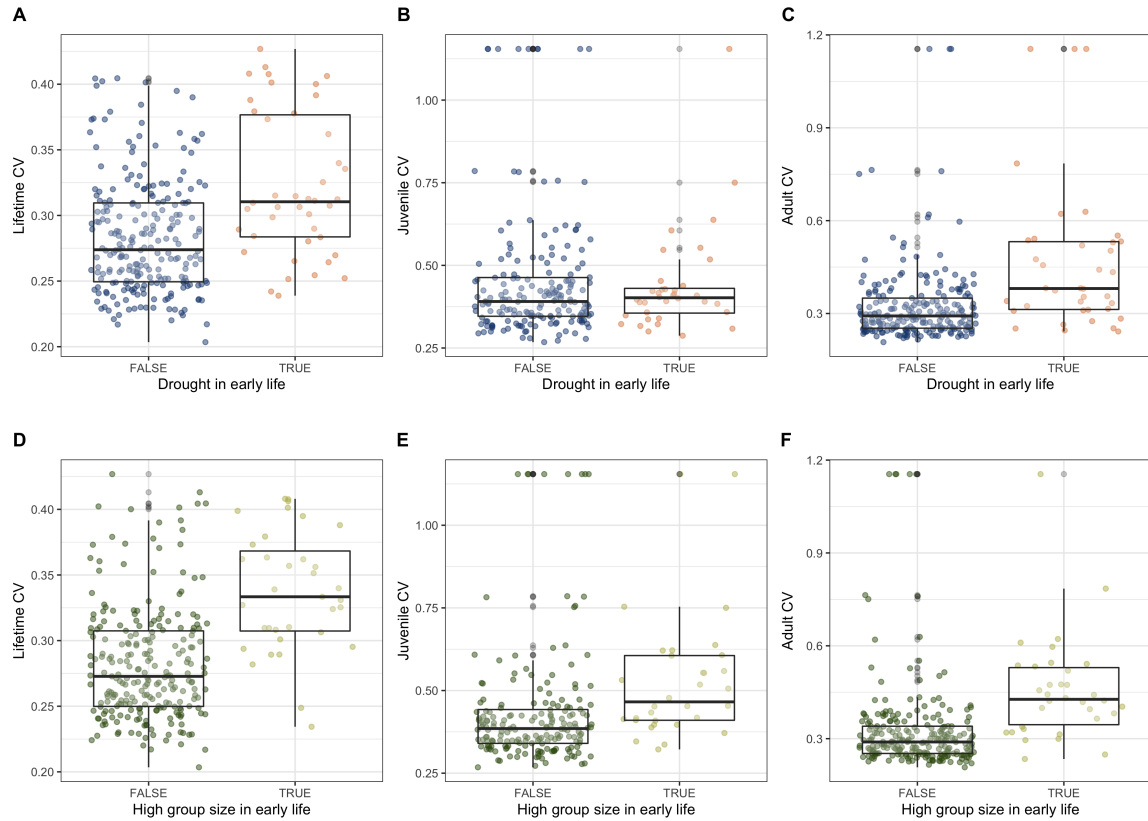 A
B
C
Lifetime CV
0.40
0.35
0.30
0.25
0.20
FALSE
TRUE
Drought in early life
Juvenile CV
1.00
0.75
0.50
0.25
FALSE
TRUE
Drought in early life
Adult CV
1.2
0.9
0.6
0.3
FALSE
TRUE
Drought in early life
D
E
F
Lifetime CV
0.40
0.35
0.30
0.25
0.20
FALSE
TRUE
High group size in early life
Juvenile CV
1.00
0.75
0.50
0.25
FALSE
TRUE
High group size in early life
Adult CV
1.2
0.9
0.6
0.3
FALSE
TRUE
High group size in early life